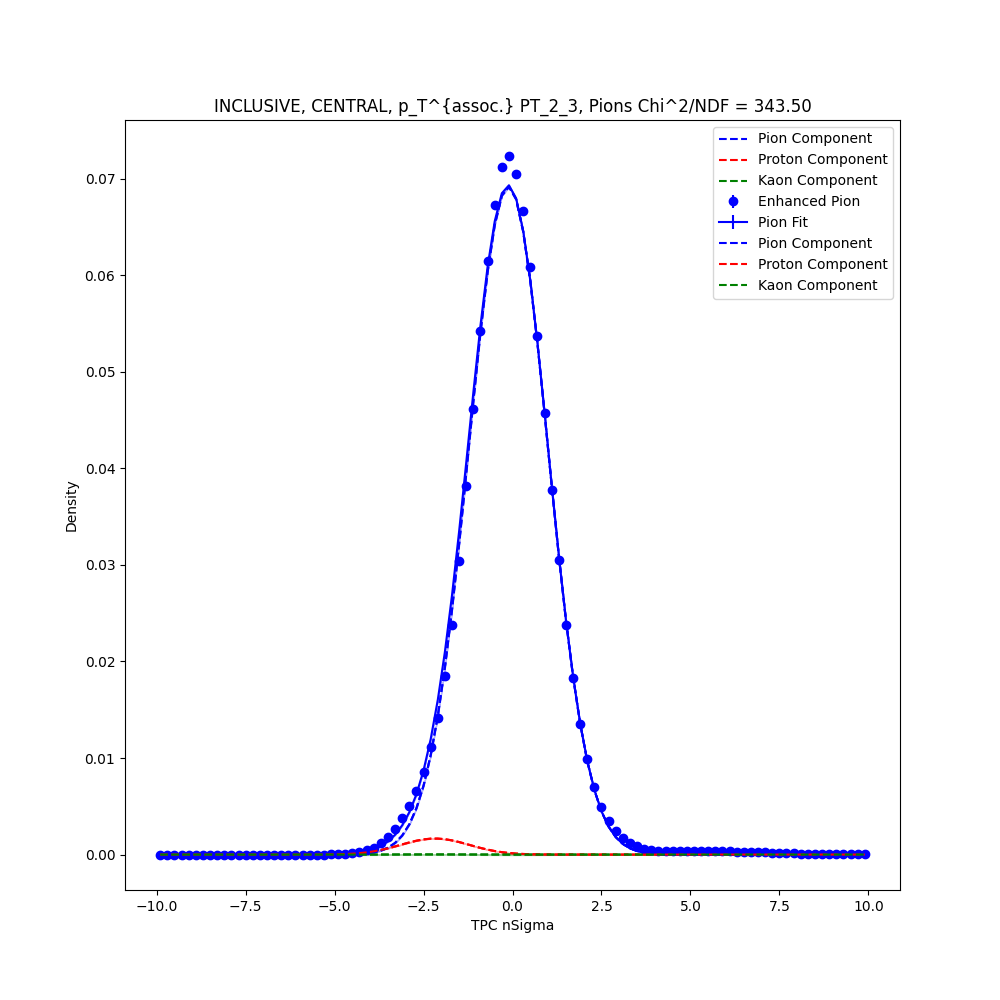 INCLUSIVE, CENTRAL, p_T^{assoc.} PT_2_3, Pions Chi^2/NDF = 343.50
Pion Component
Proton Component
Kaon Component
Enhanced Pion
Pion Fit
Pion Component
Proton Component
Kaon Component
0.07
0.06
0.05
0.04
0.03
0.02
0.01
0.00
Density
−10.0 −7.5 −5.0 −2.5 0.0 2.5 5.0 7.5 10.0
TPC nSigma